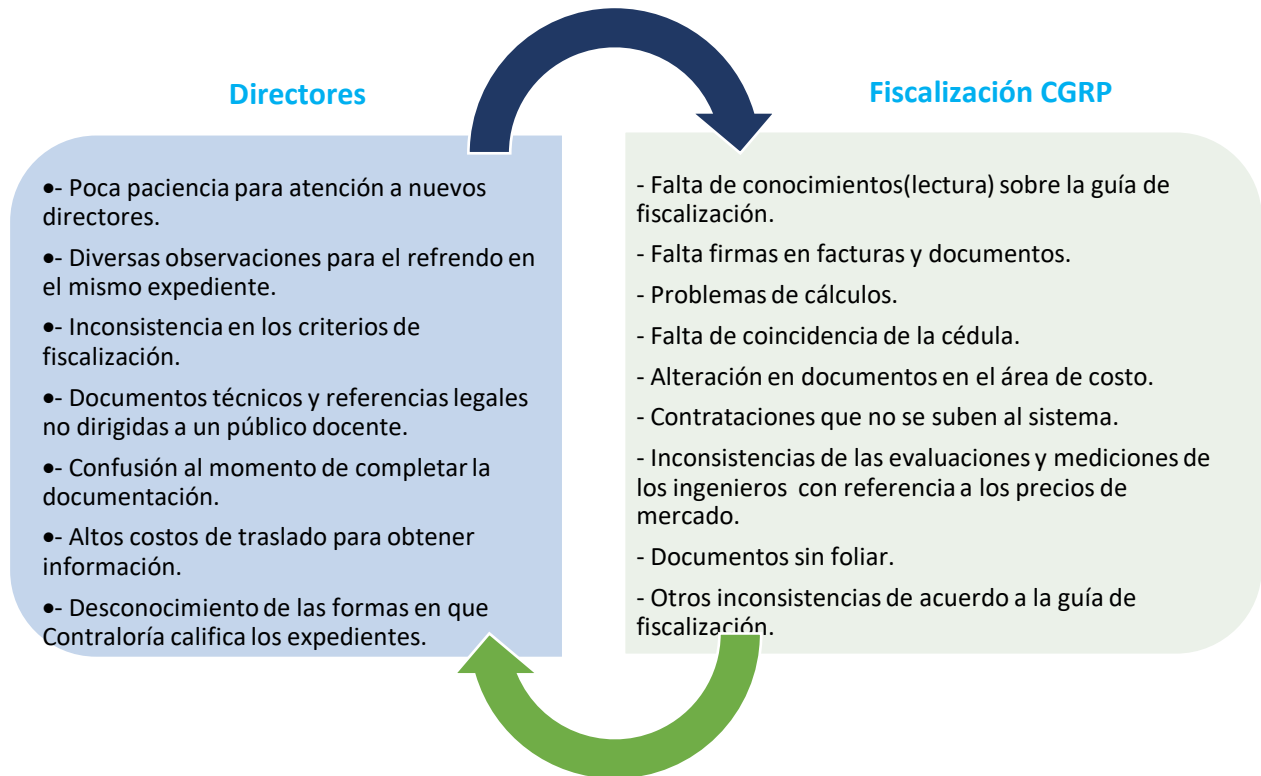 Directores
•- Poca paciencia para atención a nuevos
directores.
•- Diversas observaciones para el refrendo en
el mismo expediente.
•- Inconsistencia en los criterios de
fiscalización.
•- Documentos técnicos y referencias legales
no dirigidas a un público docente.
•- Confusión al momento de completar la
documentación.
•- Altos costos de traslado para obtener
información.
•- Desconocimiento de las formas en que
Contraloría califica los expedientes.
Fiscalización CGRP
- Falta de conocimientos(lectura) sobre la guía de
fiscalización.
- Falta firmas en facturas y documentos.
- Problemas de cálculos.
- Falta de coincidencia de la cédula.
- Alteración en documentos en el área de costo.
- Contrataciones que no se suben al sistema.
- Inconsistencias de las evaluaciones y mediciones de
los ingenieros con referencia a los precios de
mercado.
- Documentos sin foliar.
- Otros inconsistencias de acuerdo a la guía de
fiscalización.